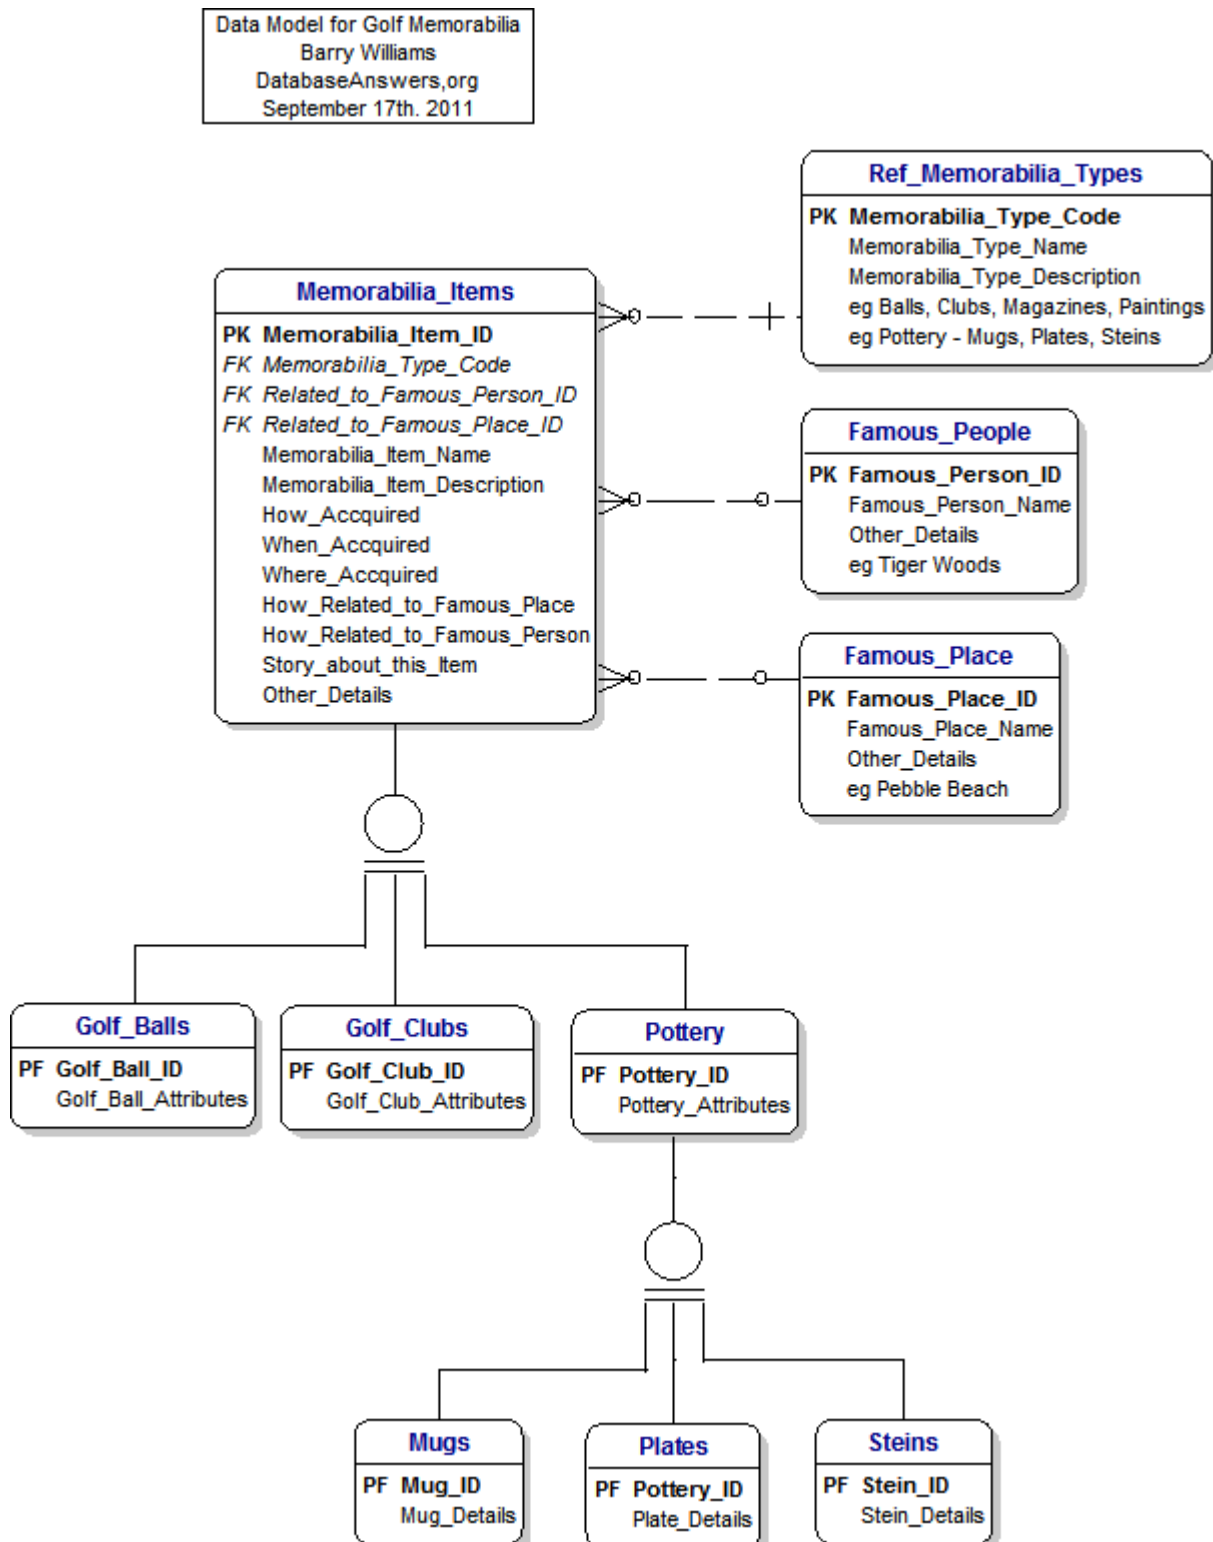 Data Model for Golf Memorabilia
Barry Williams
DatabaseAnswers,org
September 17th. 2011
Ref_Memorabilia_Types
PK Memorabilia_Type_Code
Memorabilia_Type_Name
Memorabilia_Type_Description
eg Balls, Clubs, Magazines, Paintings
eg Pottery - Mugs, Plates, Steins
Memorabilia_Items
PK Memorabilia_Item_ID
FK Memorabilia_Type_Code
FK Related_to_Famous_Person_ID
FK Related_to_Famous_Place_ID
Memorabilia_Item_Name
Memorabilia_Item_Description
How_Accquired
When_Accquired
Where_Accquired
How_Related_to_Famous_Place
How_Related_to_Famous_Person
Story_about_this_Item
Other_Details
Famous_People
PK Famous_Person_ID
Famous_Person_Name
Other_Details
eg Tiger Woods
Famous_Place
PK Famous_Place_ID
Famous_Place_Name
Other_Details
eg Pebble Beach
Golf_Balls
PF Golf_Ball_ID
Golf_Ball_Attributes
Golf_Clubs
PF Golf_Club_ID
Golf_Club_Attributes
Pottery
PF Pottery_ID
Pottery_Attributes
Mugs
PF Mug_ID
Mug_Details
Plates
PF Pottery_ID
Plate_Details
Steins
PF Stein_ID
Stein_Details